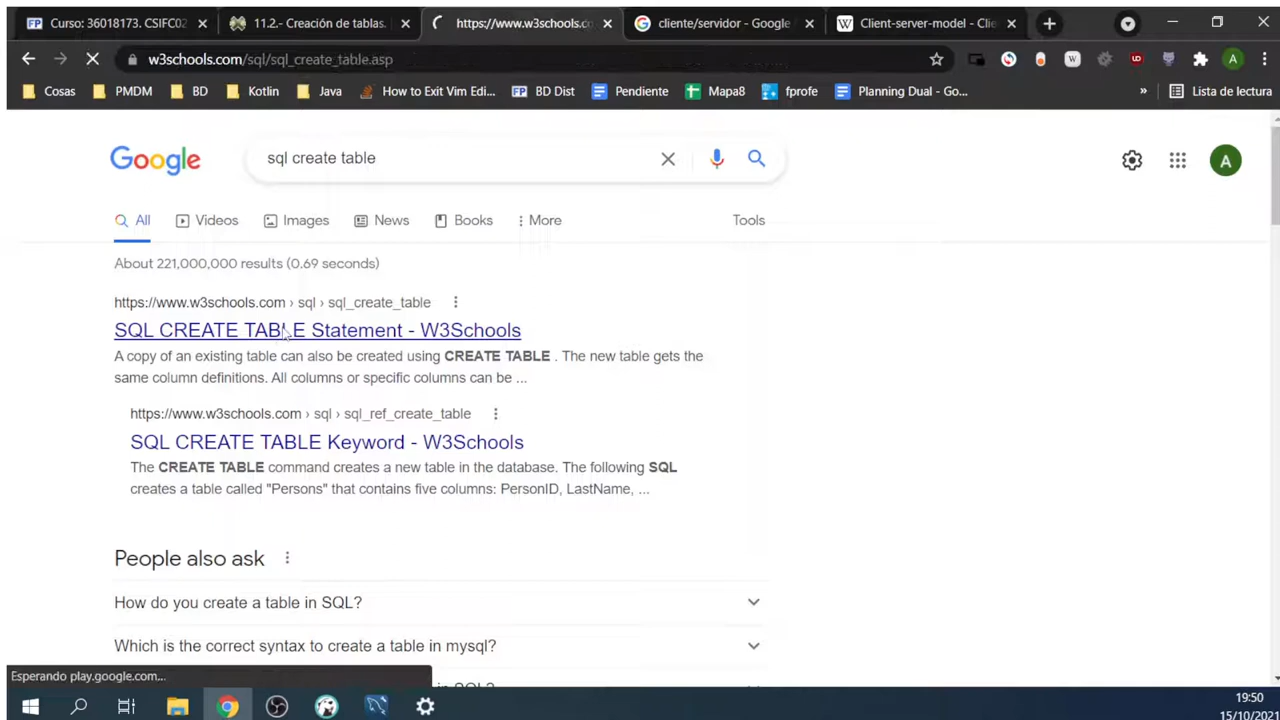 Curso: 36018173. CSIFC02
11.2.- Creación de tablas.
https://www.w3schools.c
cliente/servidor - Google
Client-server-model - Clie
w3schools.com/sql/sql_create_table.asp
A
Cosas
PMDM
BD
Kotlin
Java
How to Exit Vim Edi...
BD Dist
Pendiente
Mapa8
fprofe
Planning Dual - Go...
»
Lista de lectura
Google
sql create table
A
All
Videos
Images
News
Books
More
Tools
About 221,000,000 results (0.69 seconds)
https://www.w3schools.com › sql › sql_create_table
SQL CREATE TABLE Statement - W3Schools
A copy of an existing table can also be created using CREATE TABLE . The new table gets the
same column definitions. All columns or specific columns can be ...
https://www.w3schools.com › sql › sql_ref_create_table
SQL CREATE TABLE Keyword - W3Schools
The CREATE TABLE command creates a new table in the database. The following SQL
creates a table called "Persons" that contains five columns: PersonID, LastName, ...
People also ask
How do you create a table in SQL?
Which is the correct syntax to create a table in mysql?
in SQL?
Esperando play.google.com...
19:50
15/10/2021